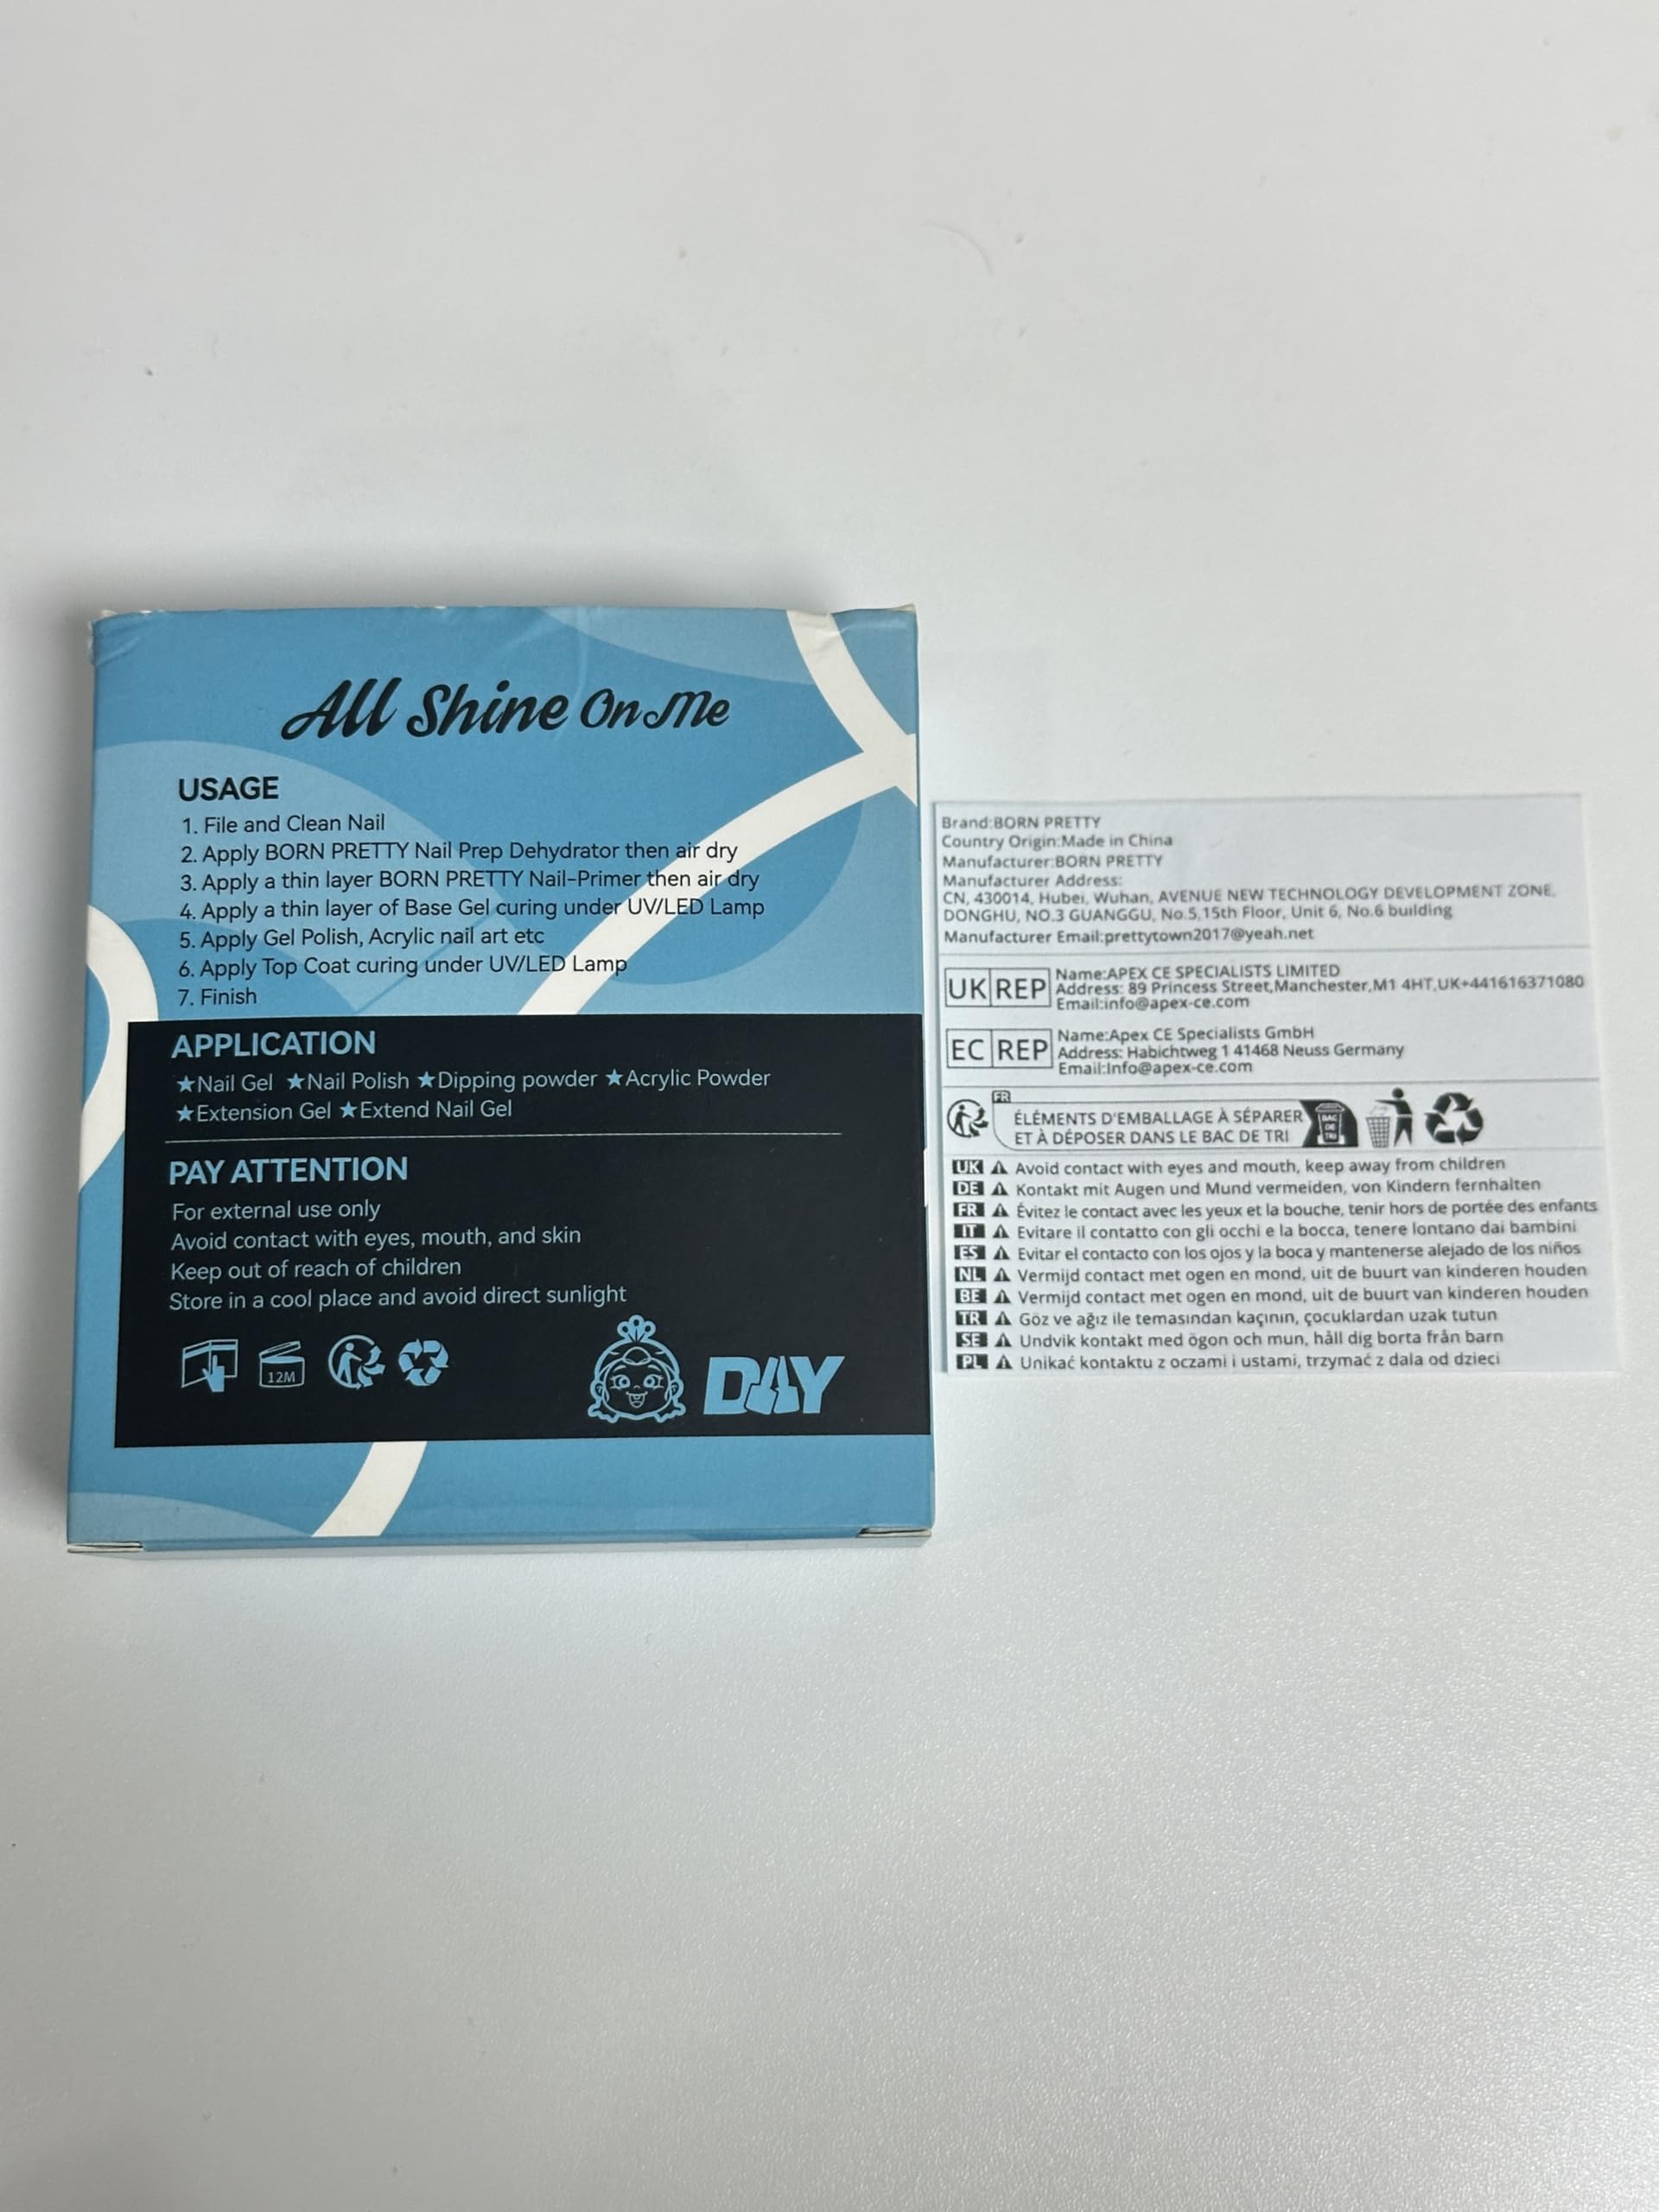 All Shine On Me
USAGE
1. File and Clean Nail
2. Apply BORN PRETTY Nail Prep Dehydrator then air dry
3. Apply a thin layer BORN PRETTY Nail-Primer then air dry
4. Apply a thin layer of Base Gel curing under UV/LED Lamp
5. Apply Gel Polish, Acrylic nail art etc
6. Apply Top Coat curing under UV/LED Lamp
7. Finish
APPLICATION
★Nail Gel ★Nail Polish ★Dipping powder ★Acrylic Powder
★Extension Gel ★Extend Nail Gel
PAY ATTENTION
For external use only
Avoid contact with eyes, mouth, and skin
Keep out of reach of children
Store in a cool place and avoid direct sunlight
12M
DAY
Brand:BORN PRETTY
Country Origin:Made in China
Manufacturer:BORN PRETTY
Manufacturer Address:
CN, 430014, Hubei, Wuhan, AVENUE NEW TECHNOLOGY DEVELOPMENT ZONE,
DONGHU, NO.3 GUANGGU, No.5,15th Floor, Unit 6, No.6 building
Manufacturer Email:prettytown2017@yeah.net
UK REP
Name:APEX CE SPECIALISTS LIMITED
Address: 89 Princess Street,Manchester,M1 4HT,UK+441616371080
Email:info@apex-ce.com
EC REP
Name:Apex CE Specialists GmbH
Address: Habichtweg 1 41468 Neuss Germany
Email:Info@apex-ce.com
FR
ÉLÉMENTS D'EMBALLAGE À SÉPARER
ET À DÉPOSER DANS LE BAC DE TRI
BAC
DE
TRI
UK Avoid contact with eyes and mouth, keep away from children
DE Kontakt mit Augen und Mund vermeiden, von Kindern fernhalten
FR Évitez le contact avec les yeux et la bouche, tenir hors de portée des enfants
IT Evitare il contatto con gli occhi e la bocca, tenere lontano dai bambini
ES Evitar el contacto con los ojos y la boca y mantenerse alejado de los niños
NL Vermijd contact met ogen en mond, uit de buurt van kinderen houden
BE Vermijd contact met ogen en mond, uit de buurt van kinderen houden
TR Göz ve ağız ile temasından kaçının, çocuklardan uzak tutun
SE Undvik kontakt med ögon och mun, håll dig borta från barn
PL Unikać kontaktu z oczami i ustami, trzymać z dala od dzieci